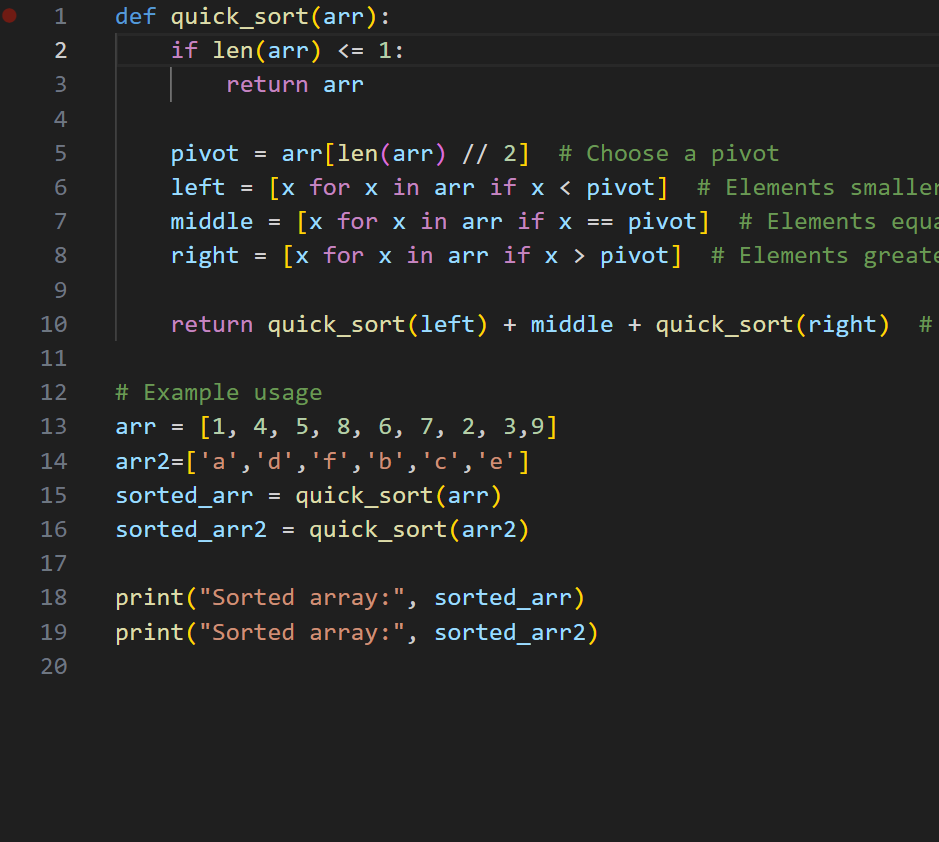 1 def quick_sort(arr):
2     if len(arr) <= 1:
3         return arr
4
5     pivot = arr[len(arr) // 2]  # Choose a pivot
6     left = [x for x in arr if x < pivot]  # Elements smaller
7     middle = [x for x in arr if x == pivot]  # Elements equa
8     right = [x for x in arr if x > pivot]  # Elements greate
9
10     return quick_sort(left) + middle + quick_sort(right)  #
11
12 # Example usage
13 arr = [1, 4, 5, 8, 6, 7, 2, 3,9]
14 arr2=['a','d','f','b','c','e']
15 sorted_arr = quick_sort(arr)
16 sorted_arr2 = quick_sort(arr2)
17
18 print("Sorted array:", sorted_arr)
19 print("Sorted array:", sorted_arr2)
20